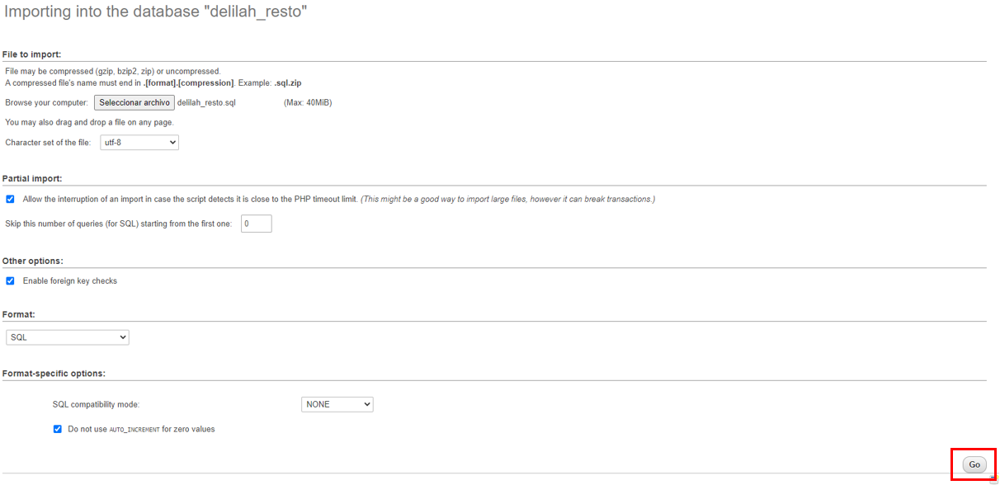 Importing into the database "delilah_resto"
File to import:
File may be compressed (gzip, bzip2, zip) or uncompressed.
A compressed file's name must end in .[format].[compression]. Example: .sql.zip
Browse your computer: Seleccionar archivo delilah_resto.sql (Max: 40MiB)
You may also drag and drop a file on any page.
Character set of the file: utf-8
Partial import:
Allow the interruption of an import in case the script detects it is close to the PHP timeout limit. (This might be a good way to import large files, however it can break transactions.)
Skip this number of queries (for SQL) starting from the first one: 0
Other options:
Enable foreign key checks
Format:
SQL
Format-specific options:
SQL compatibility mode: NONE
Do not use AUTO_INCREMENT for zero values
Go